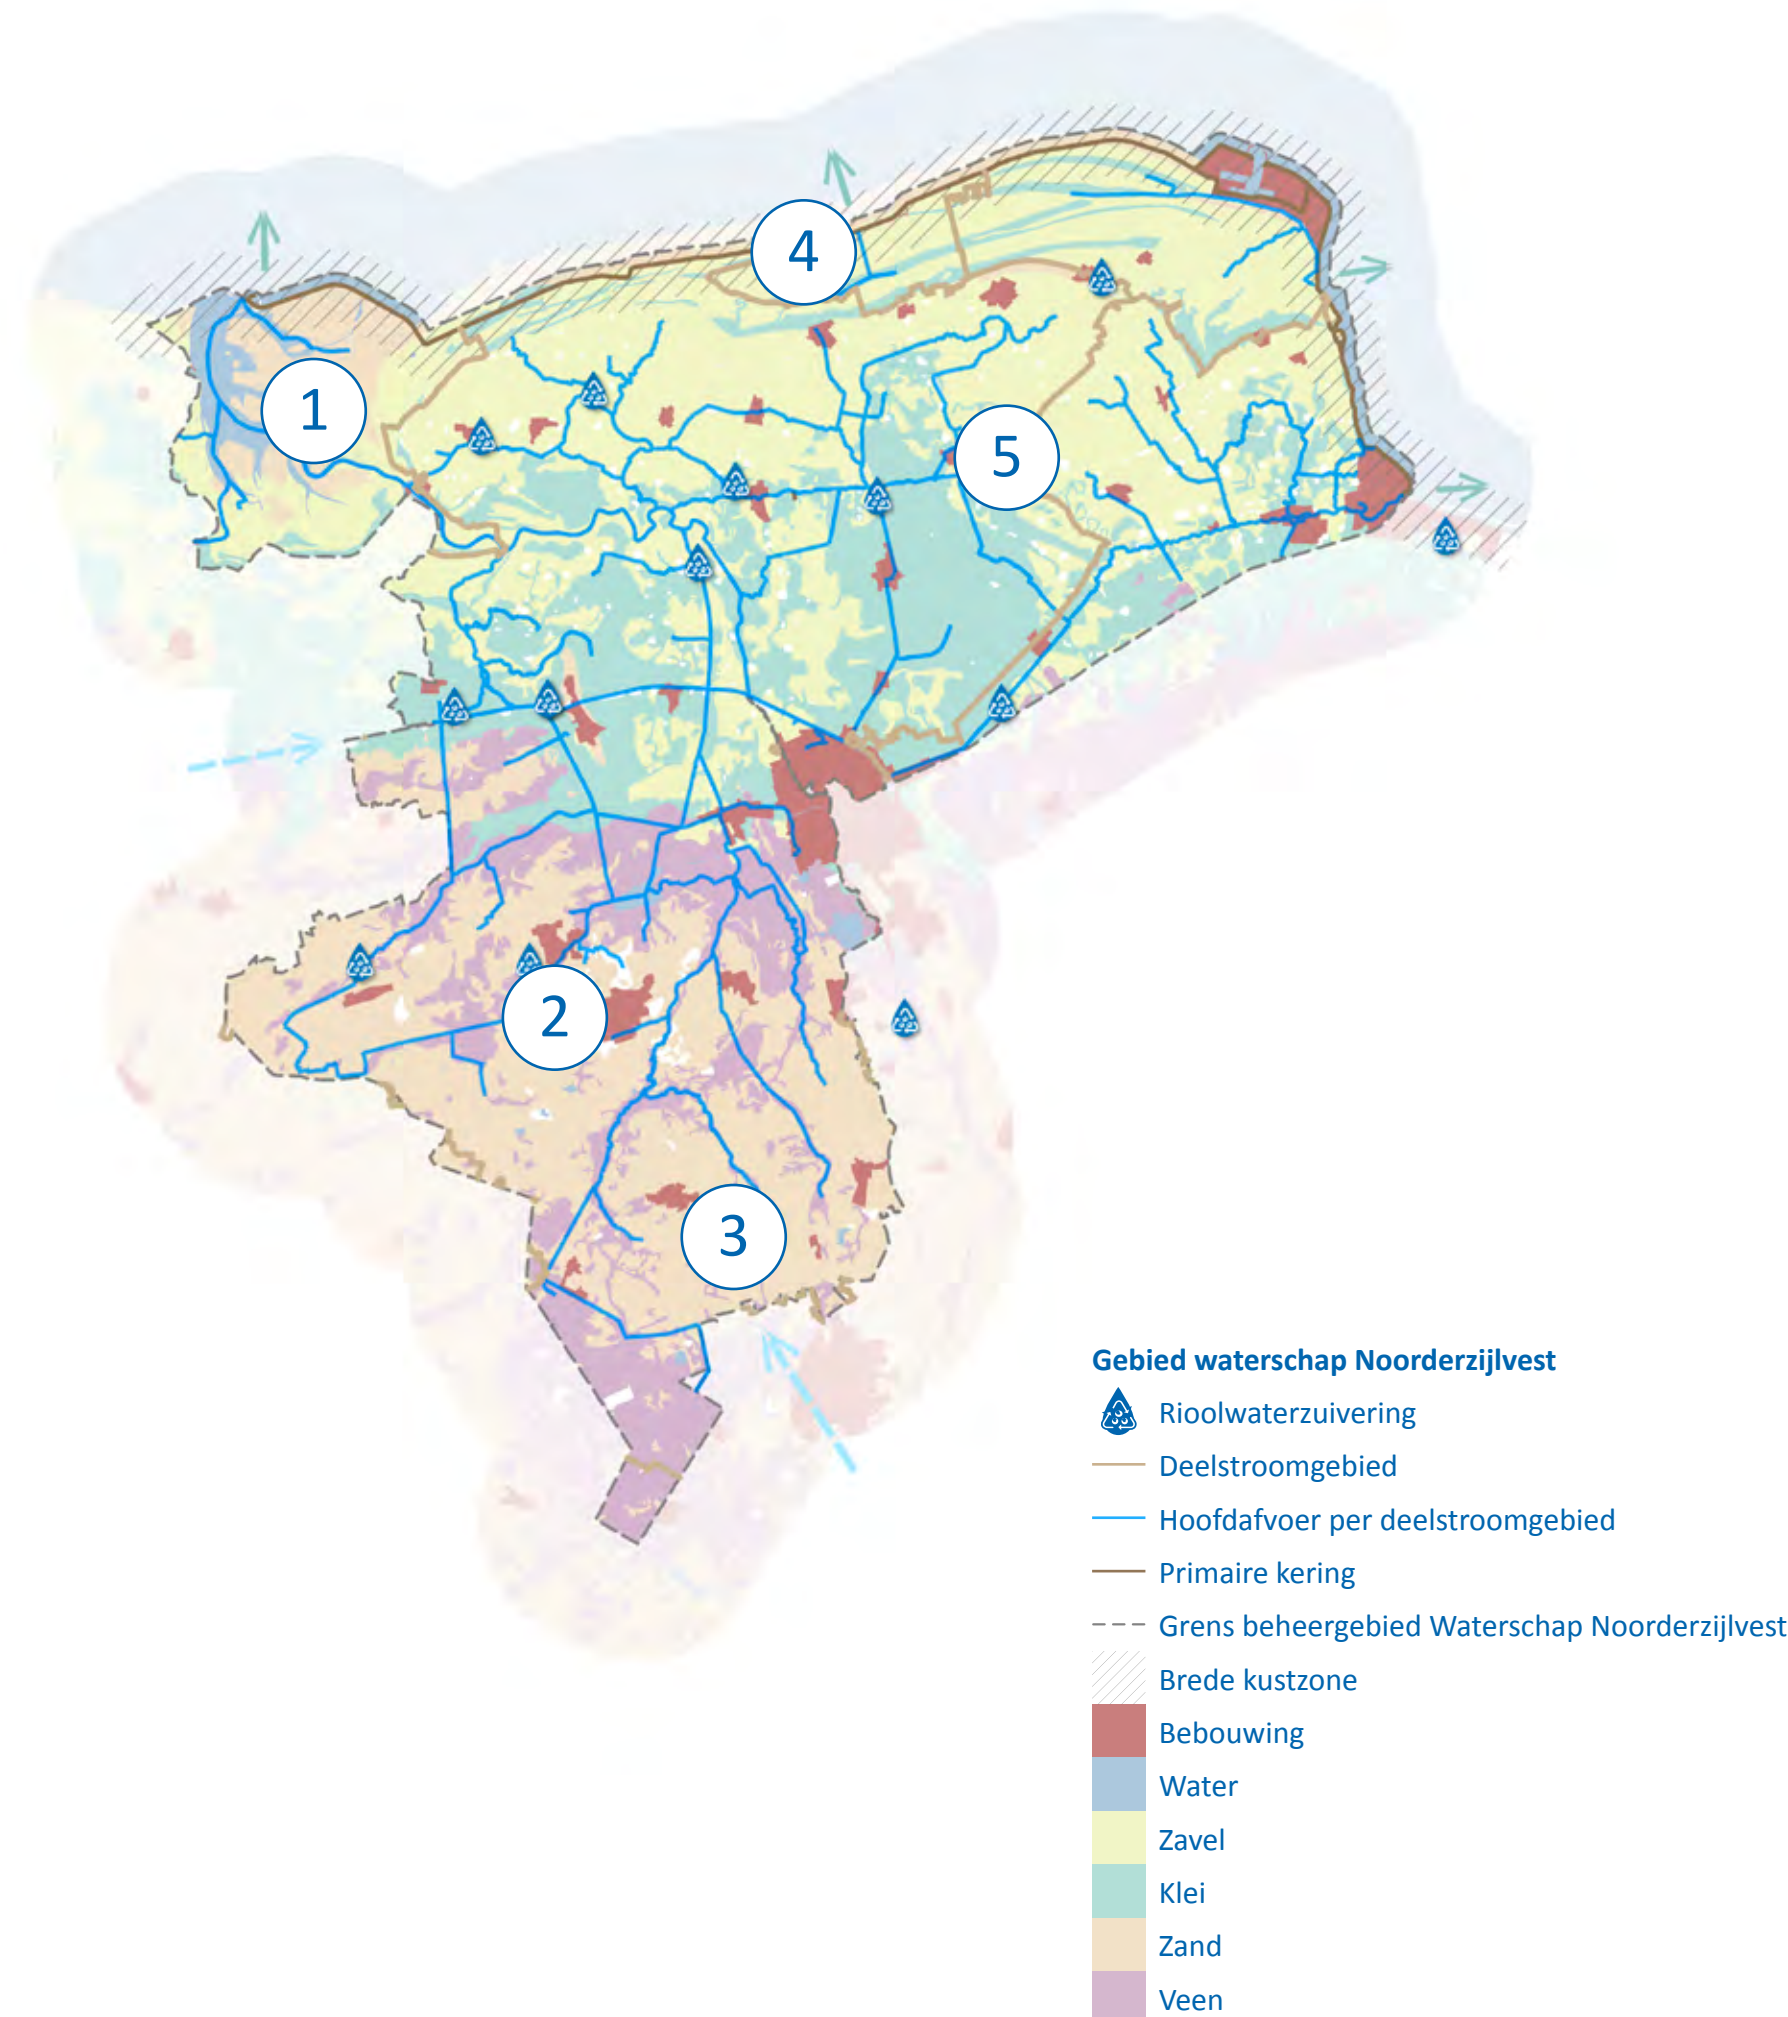 4
1
5
2
3
Gebied waterschap Noorderzijlvest
Rioolwaterzuivering
Deelstroomgebied
Hoofdafvoer per deelstroomgebied
Primaire kering
Grens beheergebied Waterschap Noorderzijlvest
Brede kustzone
Bebouwing
Water
Zavel
Klei
Zand
Veen